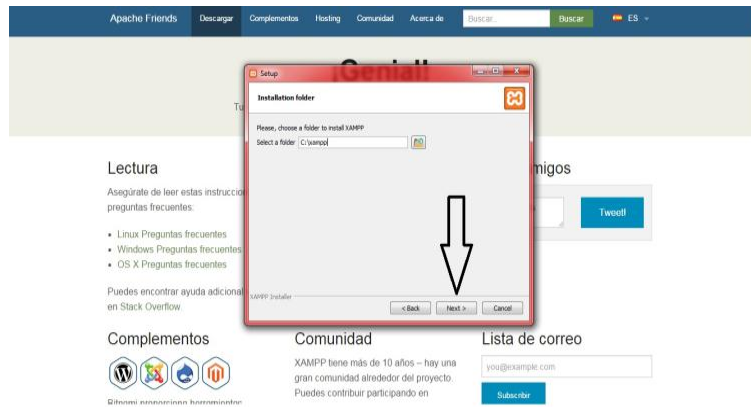 Apache Friends Descargar Complementos Hosting Comunidad Acerca de Buscar... Buscar ES
¡Genial!
Tu
Setup
Installation folder
Please, choose a folder to install XAMPP
Select a folder C:\xampp
XAMPP Installer
< Back Next > Cancel
Lectura
Asegúrate de leer estas instruccio
preguntas frecuentes:
Linux Preguntas frecuentes
Windows Preguntas frecuentes
OS X Preguntas frecuentes
Puedes encontrar ayuda adicional
en Stack Overflow.
migos
Tweet!
Complementos
Comunidad
XAMPP tiene más de 10 años – hay una
gran comunidad alrededor del proyecto.
Puedes contribuir participando en
Lista de correo
you@example.com
Subscribir